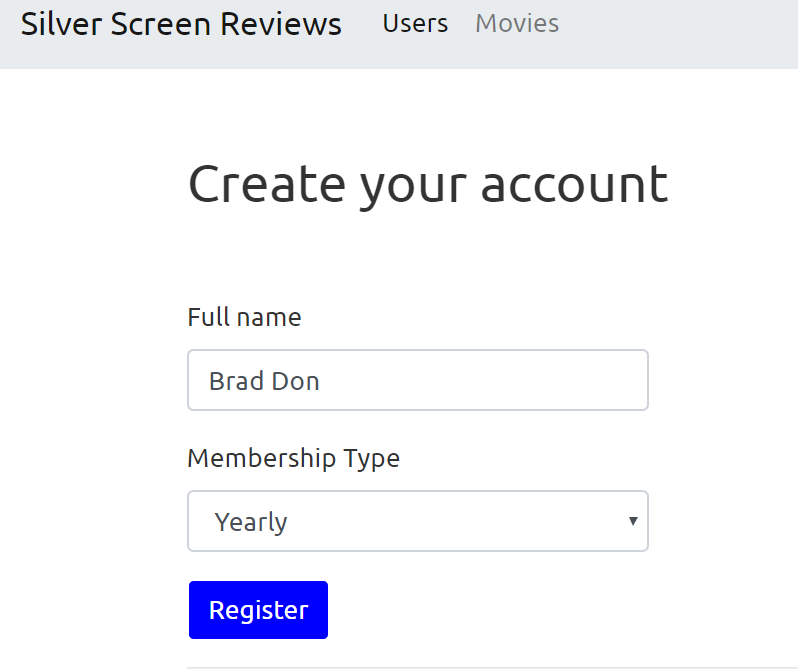 Silver Screen Reviews Users Movies
Create your account
Full name
Brad Don
Membership Type
Yearly
Register